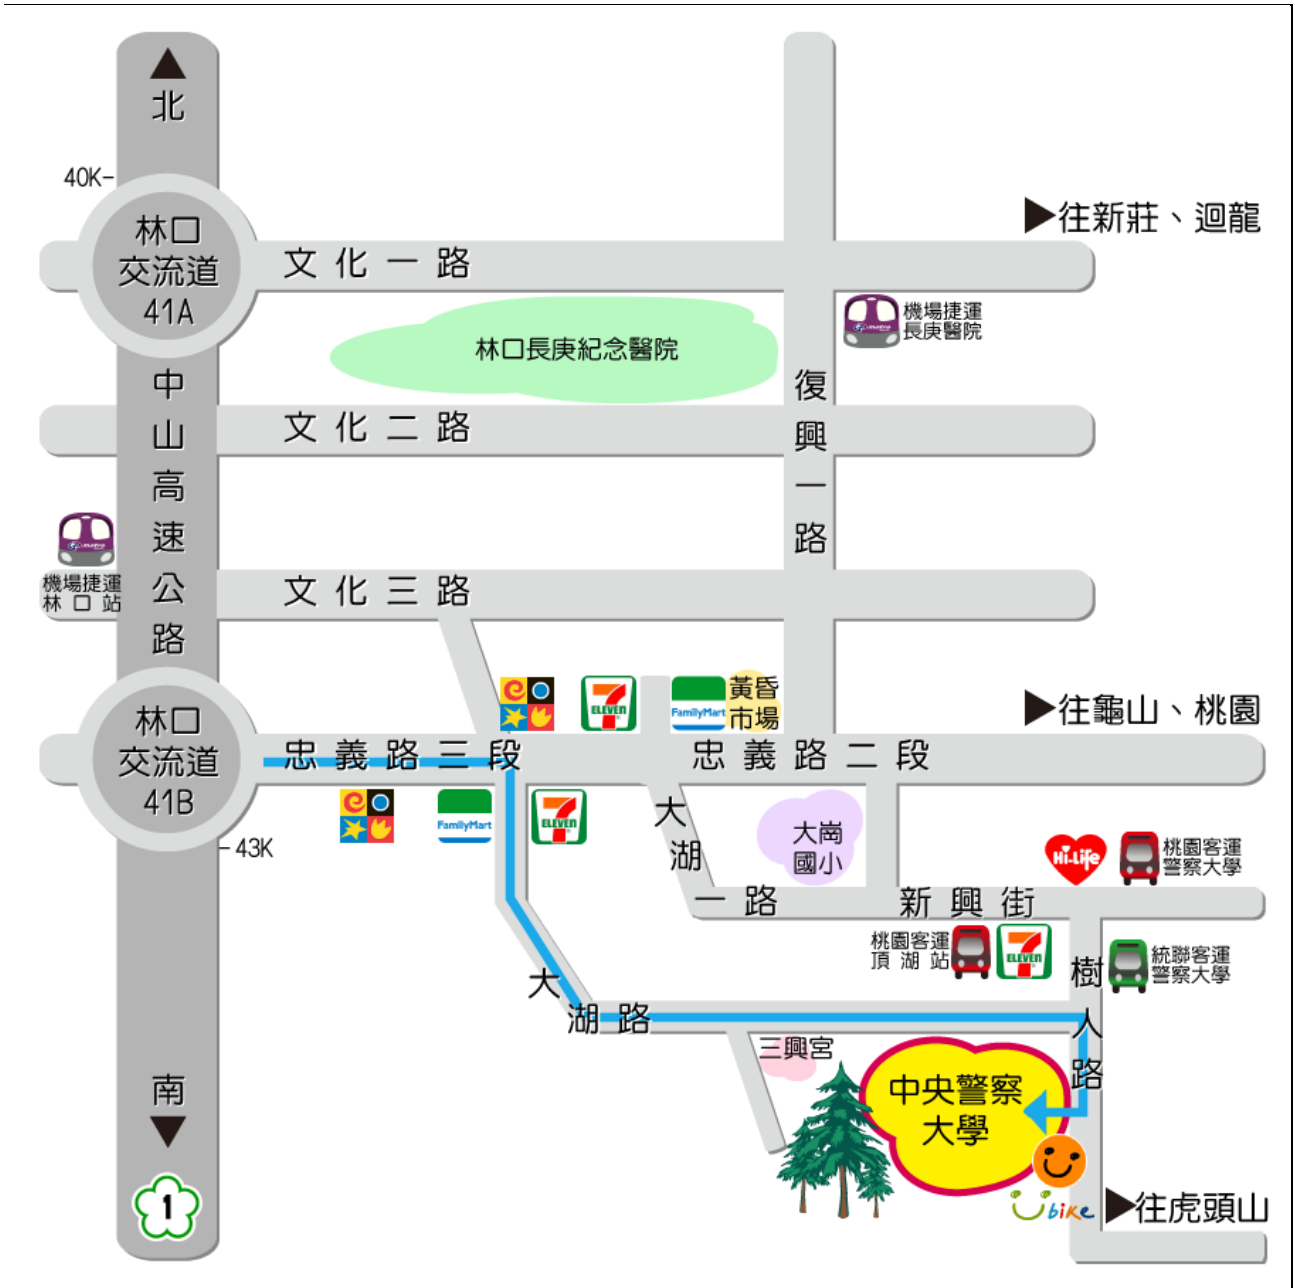 北
40K-
林口
交流道
41A
文化一路
往新莊、迴龍
機場捷運
長庚醫院
林口長庚紀念醫院
復興一路
中山高速公路
文化二路
機場捷運
林口站
文化三路
黃昏
市場
ELEVEN
FamilyMart
往龜山、桃園
林口
交流道
41B
忠義路三段
忠義路二段
FamilyMart
ELEVEN
-43K
大湖一路
大崗
國小
Hi-Life
桃園客運
警察大學
新興街
桃園客運
頂湖站
ELEVEN
統聯客運
警察大學
樹人路
大湖路
三興宮
中央警察
大學
南
1
Ubike
往虎頭山